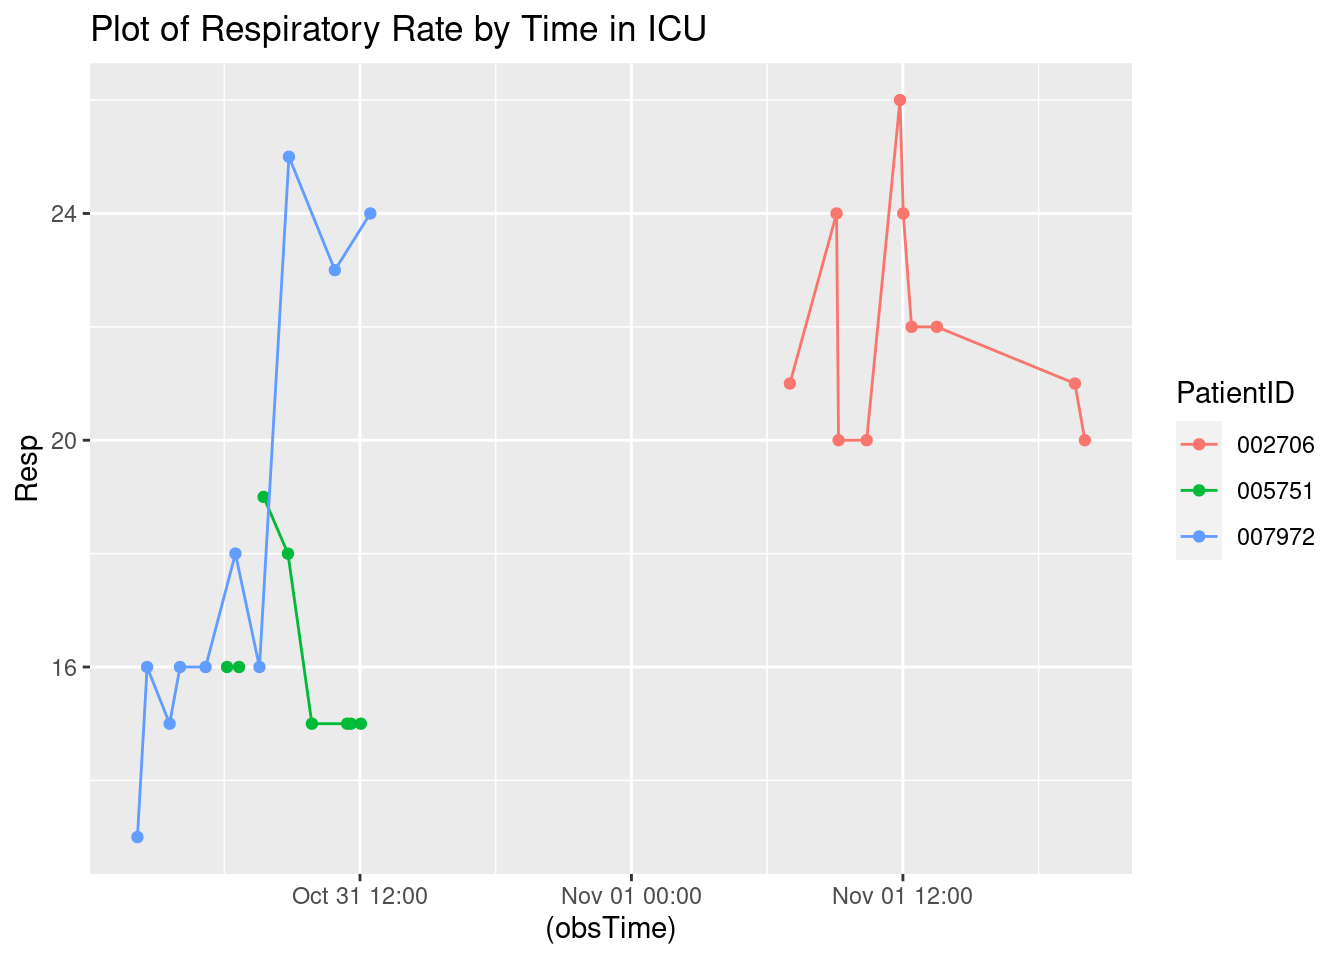 Plot of Respiratory Rate by Time in ICU
24
20
16
Resp
Oct 31 12:00
Nov 01 00:00
Nov 01 12:00
(obsTime)
PatientID
002706
005751
007972